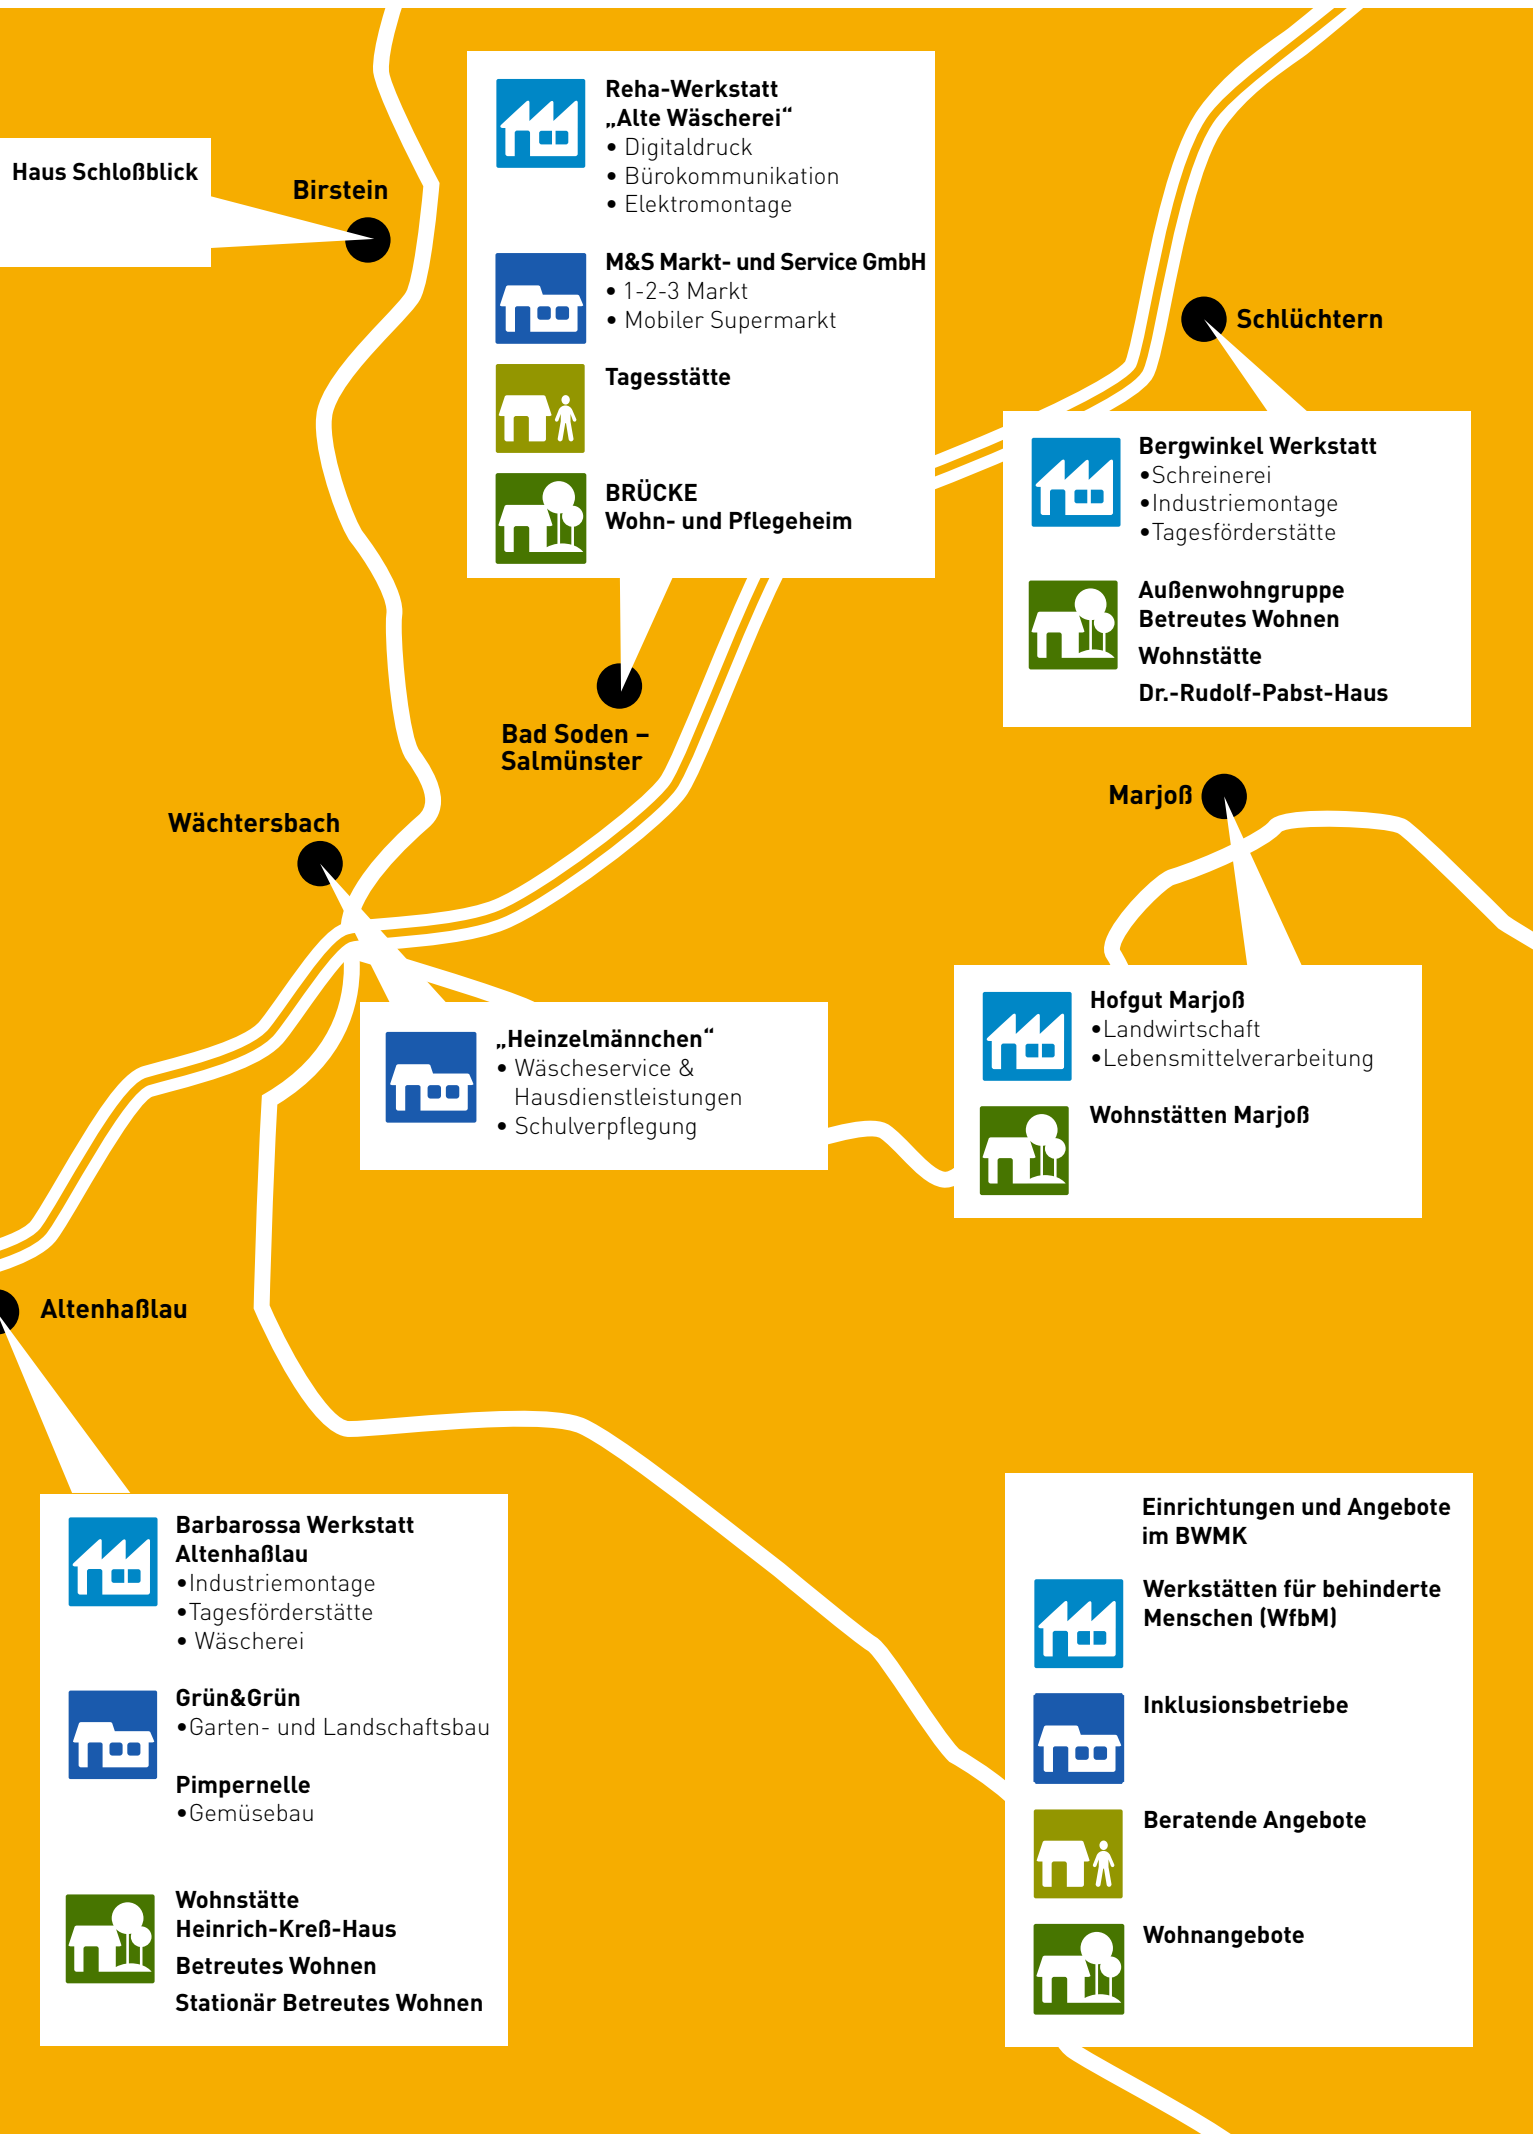 Haus Schloßblick
Birstein
Reha-Werkstatt
„Alte Wäscherei“
• Digitaldruck
• Bürokommunikation
• Elektromontage
M&S Markt- und Service GmbH
• 1-2-3 Markt
• Mobiler Supermarkt
Tagesstätte
BRÜCKE
Wohn- und Pflegeheim
Bad Soden –
Salmünster
Schlüchtern
Bergwinkel Werkstatt
•Schreinerei
•Industriemontage
•Tagesförderstätte
Außenwohngruppe
Betreutes Wohnen
Wohnstätte
Dr.-Rudolf-Pabst-Haus
Wächtersbach
„Heinzelmännchen“
• Wäscheservice &
Hausdienstleistungen
• Schulverpflegung
Marjoß
Hofgut Marjoß
•Landwirtschaft
•Lebensmittelverarbeitung
Wohnstätten Marjoß
Altenhaßlau
Barbarossa Werkstatt
Altenhaßlau
•Industriemontage
•Tagesförderstätte
• Wäscherei
Grün&Grün
•Garten- und Landschaftsbau
Pimpernelle
•Gemüsebau
Wohnstätte
Heinrich-Kreß-Haus
Betreutes Wohnen
Stationär Betreutes Wohnen
Einrichtungen und Angebote
im BWMK
Werkstätten für behinderte
Menschen (WfbM)
Inklusionsbetriebe
Beratende Angebote
Wohnangebote